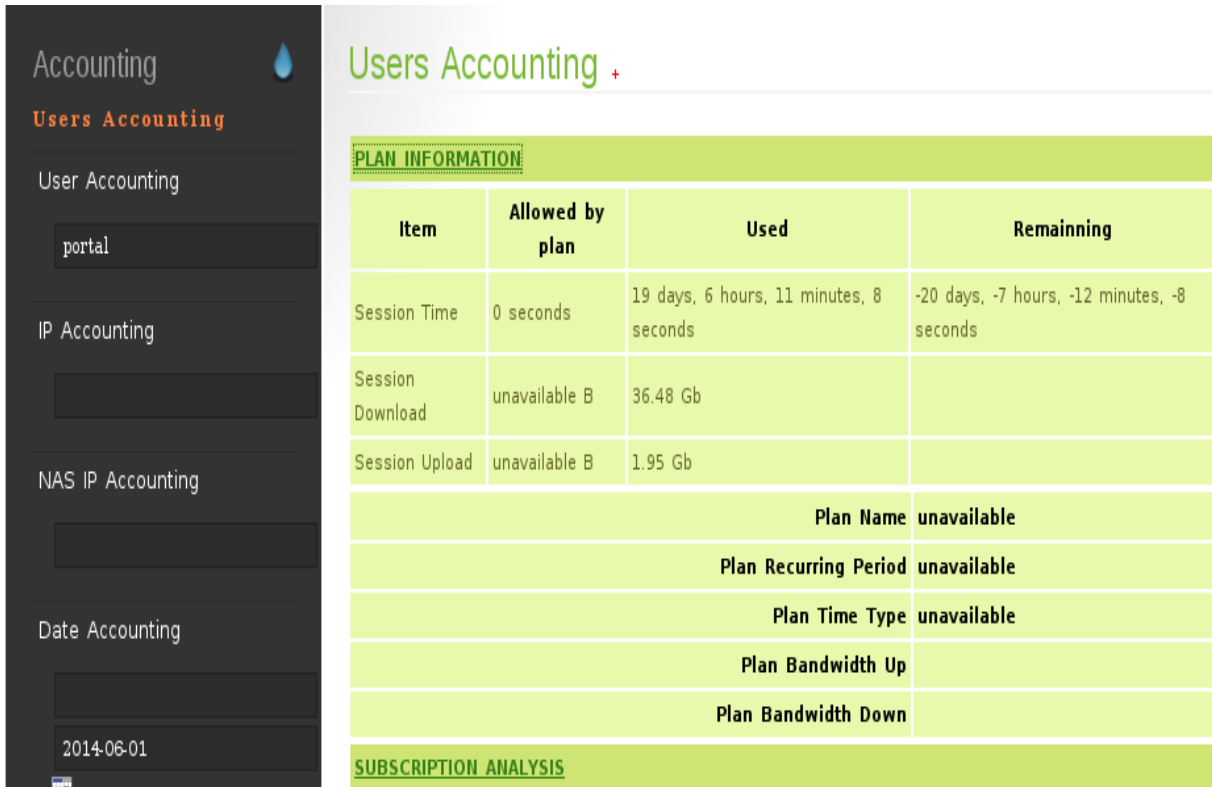 Accounting
Users Accounting
User Accounting
portal
IP Accounting
NAS IP Accounting
Date Accounting
2014-06-01
Users Accounting +
PLAN INFORMATION
Item Allowed by plan Used Remainning
Session Time 0 seconds 19 days, 6 hours, 11 minutes, 8 seconds -20 days, -7 hours, -12 minutes, -8 seconds
Session Download unavailable B 36.48 Gb
Session Upload unavailable B 1.95 Gb
Plan Name unavailable
Plan Recurring Period unavailable
Plan Time Type unavailable
Plan Bandwidth Up
Plan Bandwidth Down
SUBSCRIPTION ANALYSIS